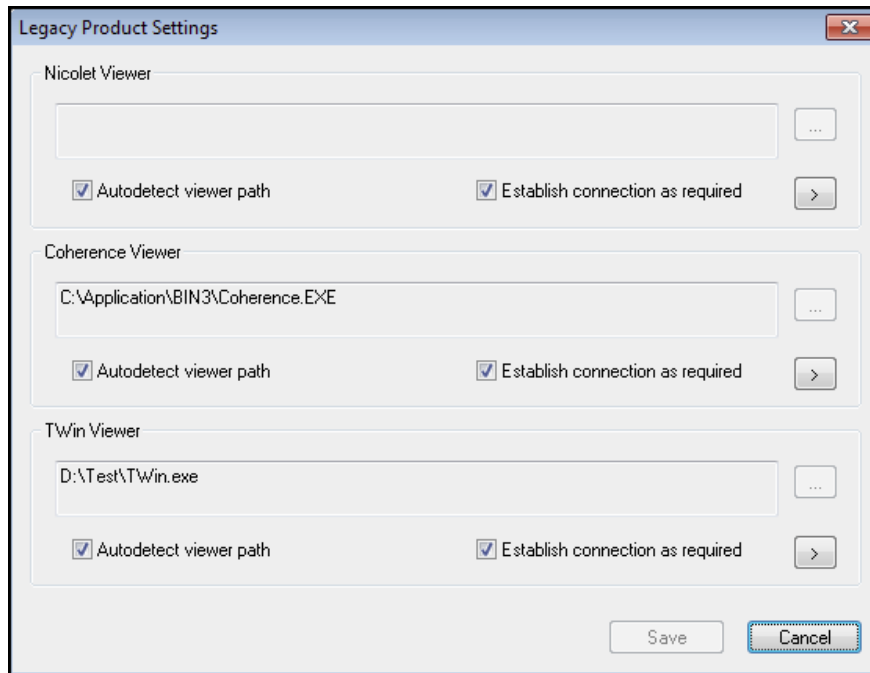 Legacy Product Settings
Nicolet Viewer
...
Autodetect viewer path
Establish connection as required
>
Coherence Viewer
C:\Application\BIN3\Coherence.EXE
...
Autodetect viewer path
Establish connection as required
>
TWin Viewer
D:\Test\TWin.exe
...
Autodetect viewer path
Establish connection as required
>
Save
Cancel